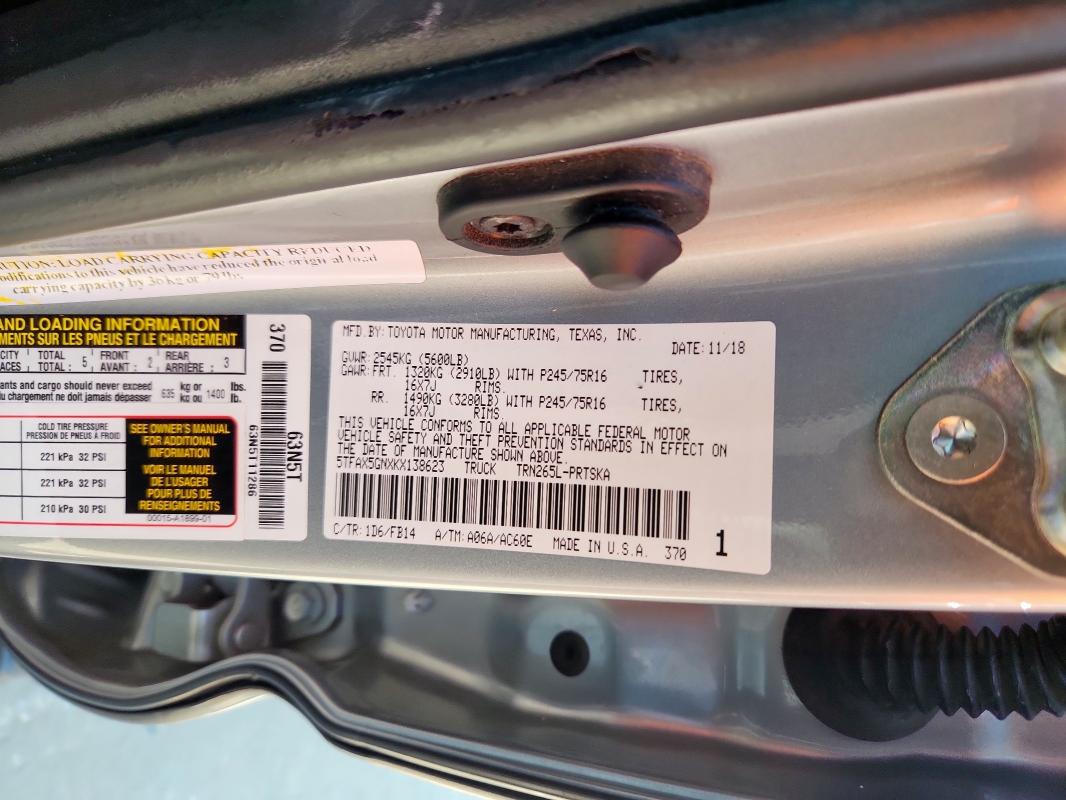 CAUTION-LOAD CARRYING CAPACITY REDUCED
modifications to this vehicle have reduced the original load
carrying capacity by
AND LOADING INFORMATION
MENTS SUR LES PNEUS ET LE CHARGEMENT
CITY TOTAL 5 FRONT 2 REAR 3
ACES TOTAL : AVANT : ARRIÈRE :
ants and cargo should never exceed 635 kg or 1400 lbs.
du chargement ne doit jamais dépasser kg ou lb.
COLD TIRE PRESSURE
PRESSION DE PNEUS A FROID
221 kPa 32 PSI
221 kPa 32 PSI
210 kPa 30 PSI
SEE OWNER'S MANUAL
FOR ADDITIONAL
INFORMATION
VOIR LE MANUEL
DE L'USAGER
POUR PLUS DE
RENSEIGNEMENTS
00015-A1899-01
370
63N5T111286
63N5T
MFD.BY:TOYOTA MOTOR MANUFACTURING, TEXAS, INC.
DATE:11/18
GVWR:2545KG (5600LB)
GAWR:FRT. 1320KG (2910LB) WITH P245/75R16 TIRES,
16X7J RIMS.
RR. 1490KG (3280LB) WITH P245/75R16 TIRES,
16X7J RIMS.
THIS VEHICLE CONFORMS TO ALL APPLICABLE FEDERAL MOTOR
VEHICLE SAFETY AND THEFT PREVENTION STANDARDS IN EFFECT ON
THE DATE OF MANUFACTURE SHOWN ABOVE.
5TFAX5GNXKX138623 TRUCK TRN265L-PRTSKA
C/TR:1D6/FB14 A/TM:A06A/AC60E MADE IN U.S.A. 370 1